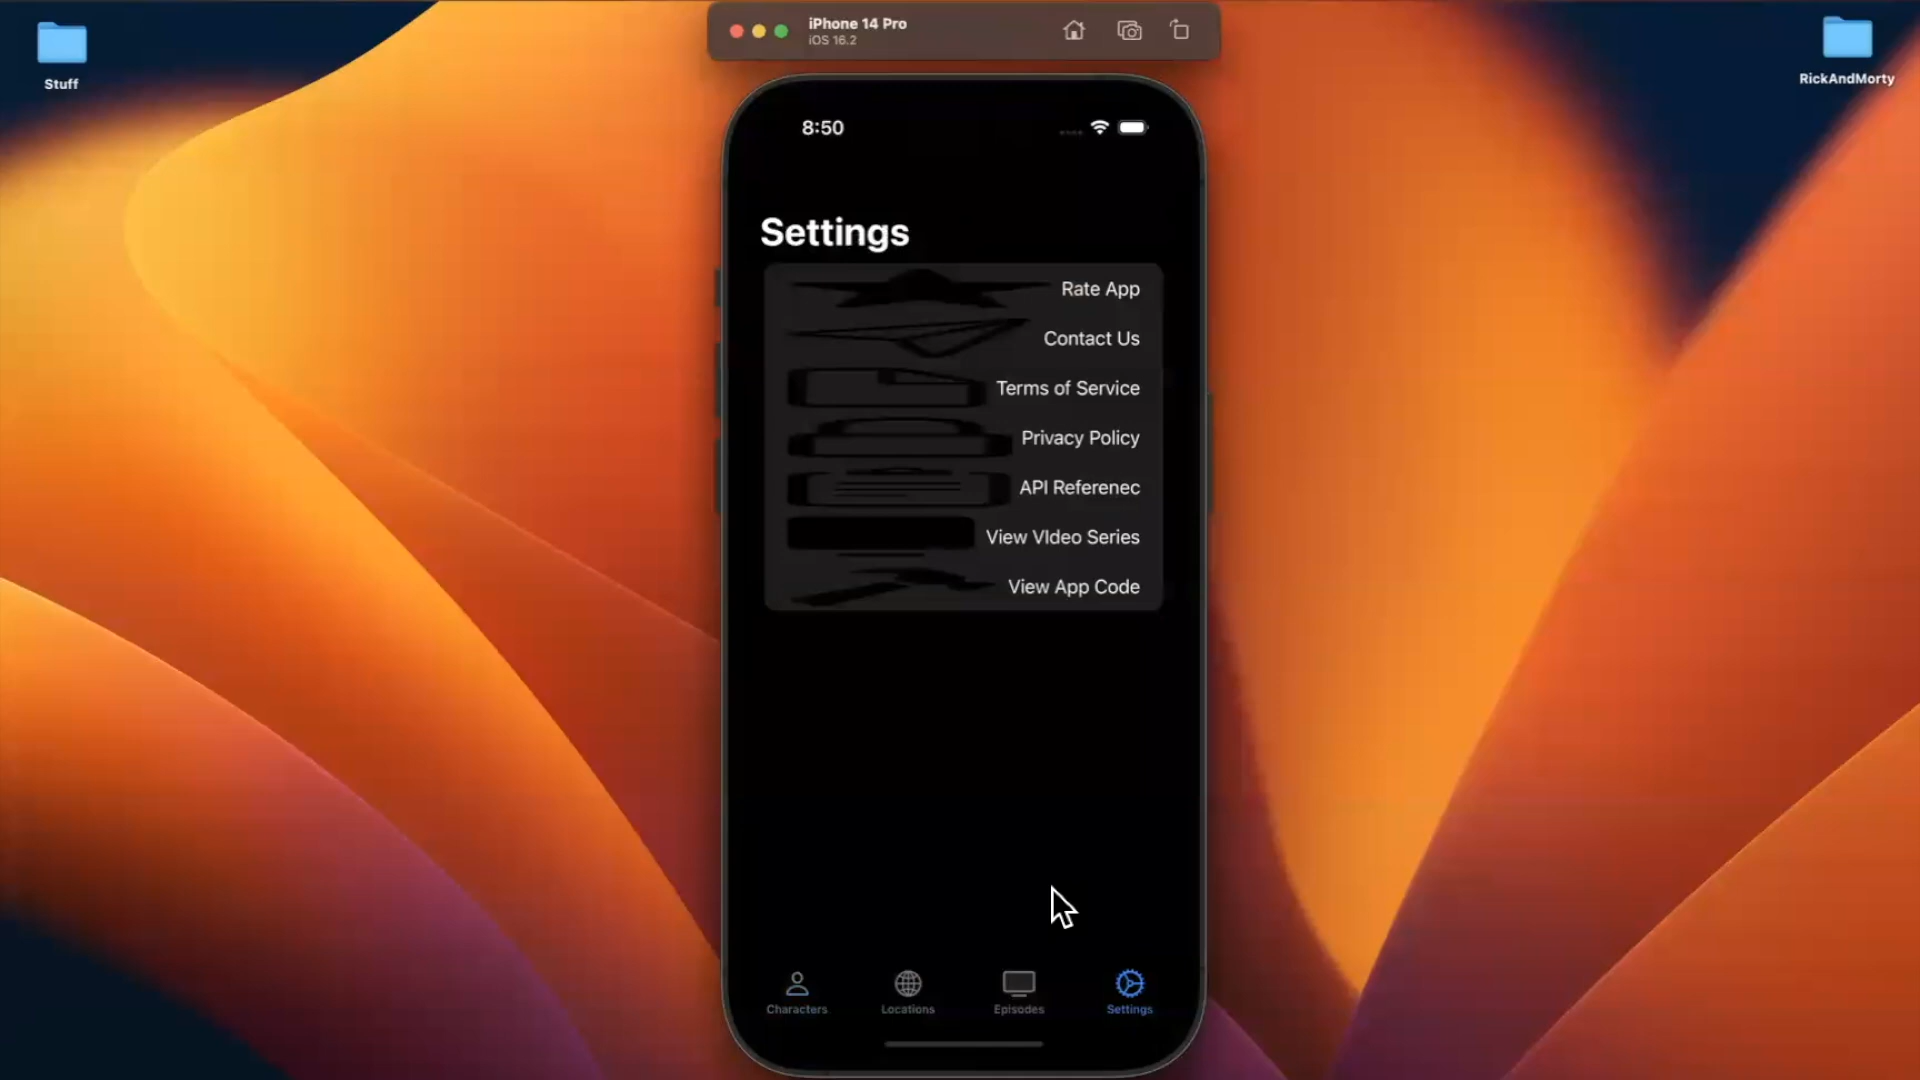 iPhone 14 Pro
iOS 16.2
Stuff
RickAndMorty
8:50
Settings
Rate App
Contact Us
Terms of Service
Privacy Policy
API Referenec
View VIdeo Series
View App Code
Characters
Locations
Episodes
Settings